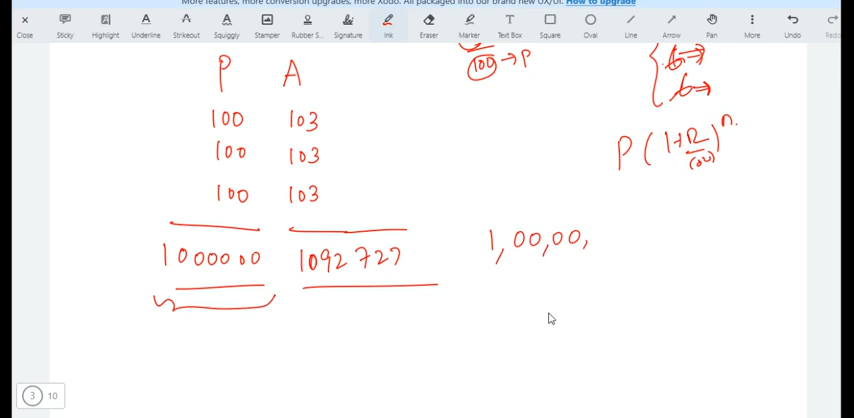 More features, more conversion upgrades, more Xodo. All packaged into our brand new UX/UI. How to upgrade
Close Sticky Highlight Underline Strikeout Squiggly Stamper Rubber S... Signature Ink Eraser Marker Text Box Square Oval Line Arrow Pan More Undo Redo
P A
100 → P
100 103
100 103
P(1+R/100)^n.
100 103
1000000 1092727
1,00,00,
3 10